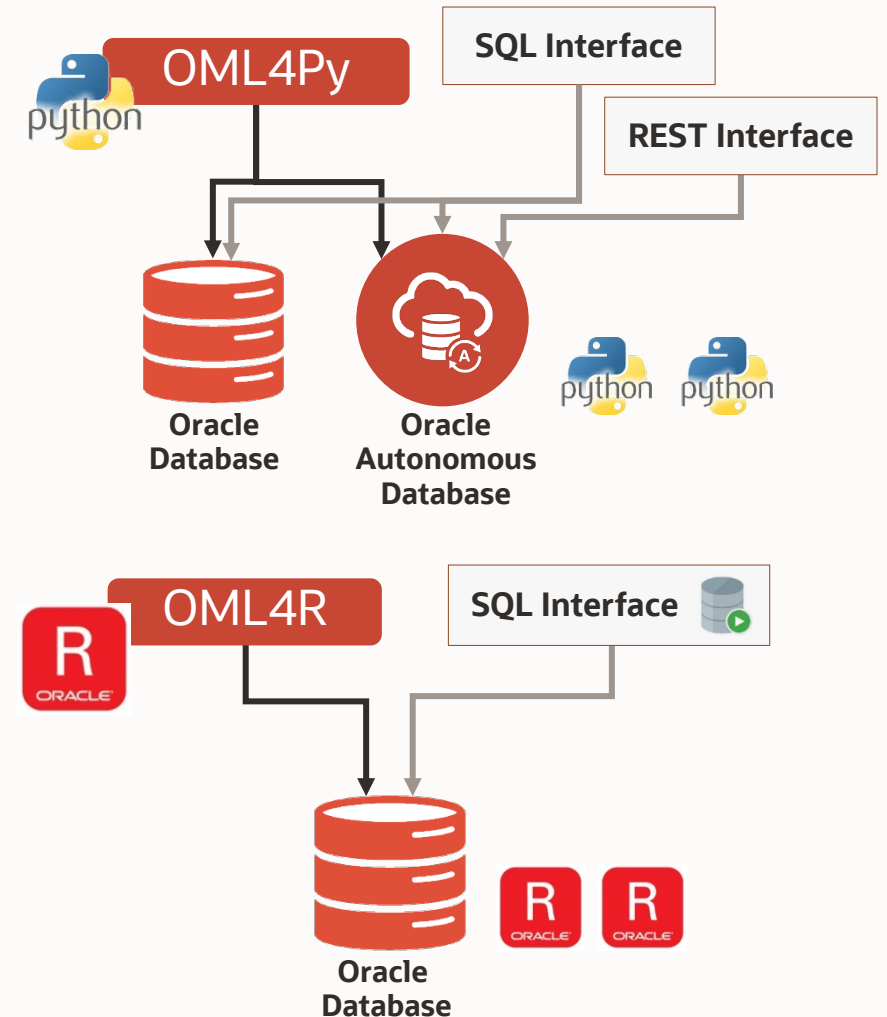 OML4Py
python
SQL Interface
REST Interface
A
python
python
Oracle
Database
Oracle
Autonomous
Database
OML4R
R
ORACLE
SQL Interface
R
ORACLE
R
ORACLE
Oracle
Database